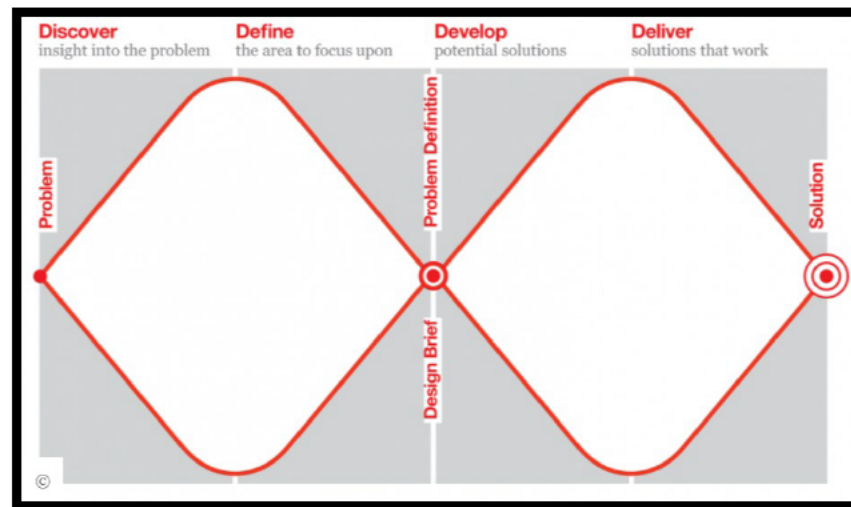 Discover
insight into the problem
Define
the area to focus upon
Develop
potential solutions
Deliver
solutions that work
Problem
Problem Definition
Design Brief
Solution
©